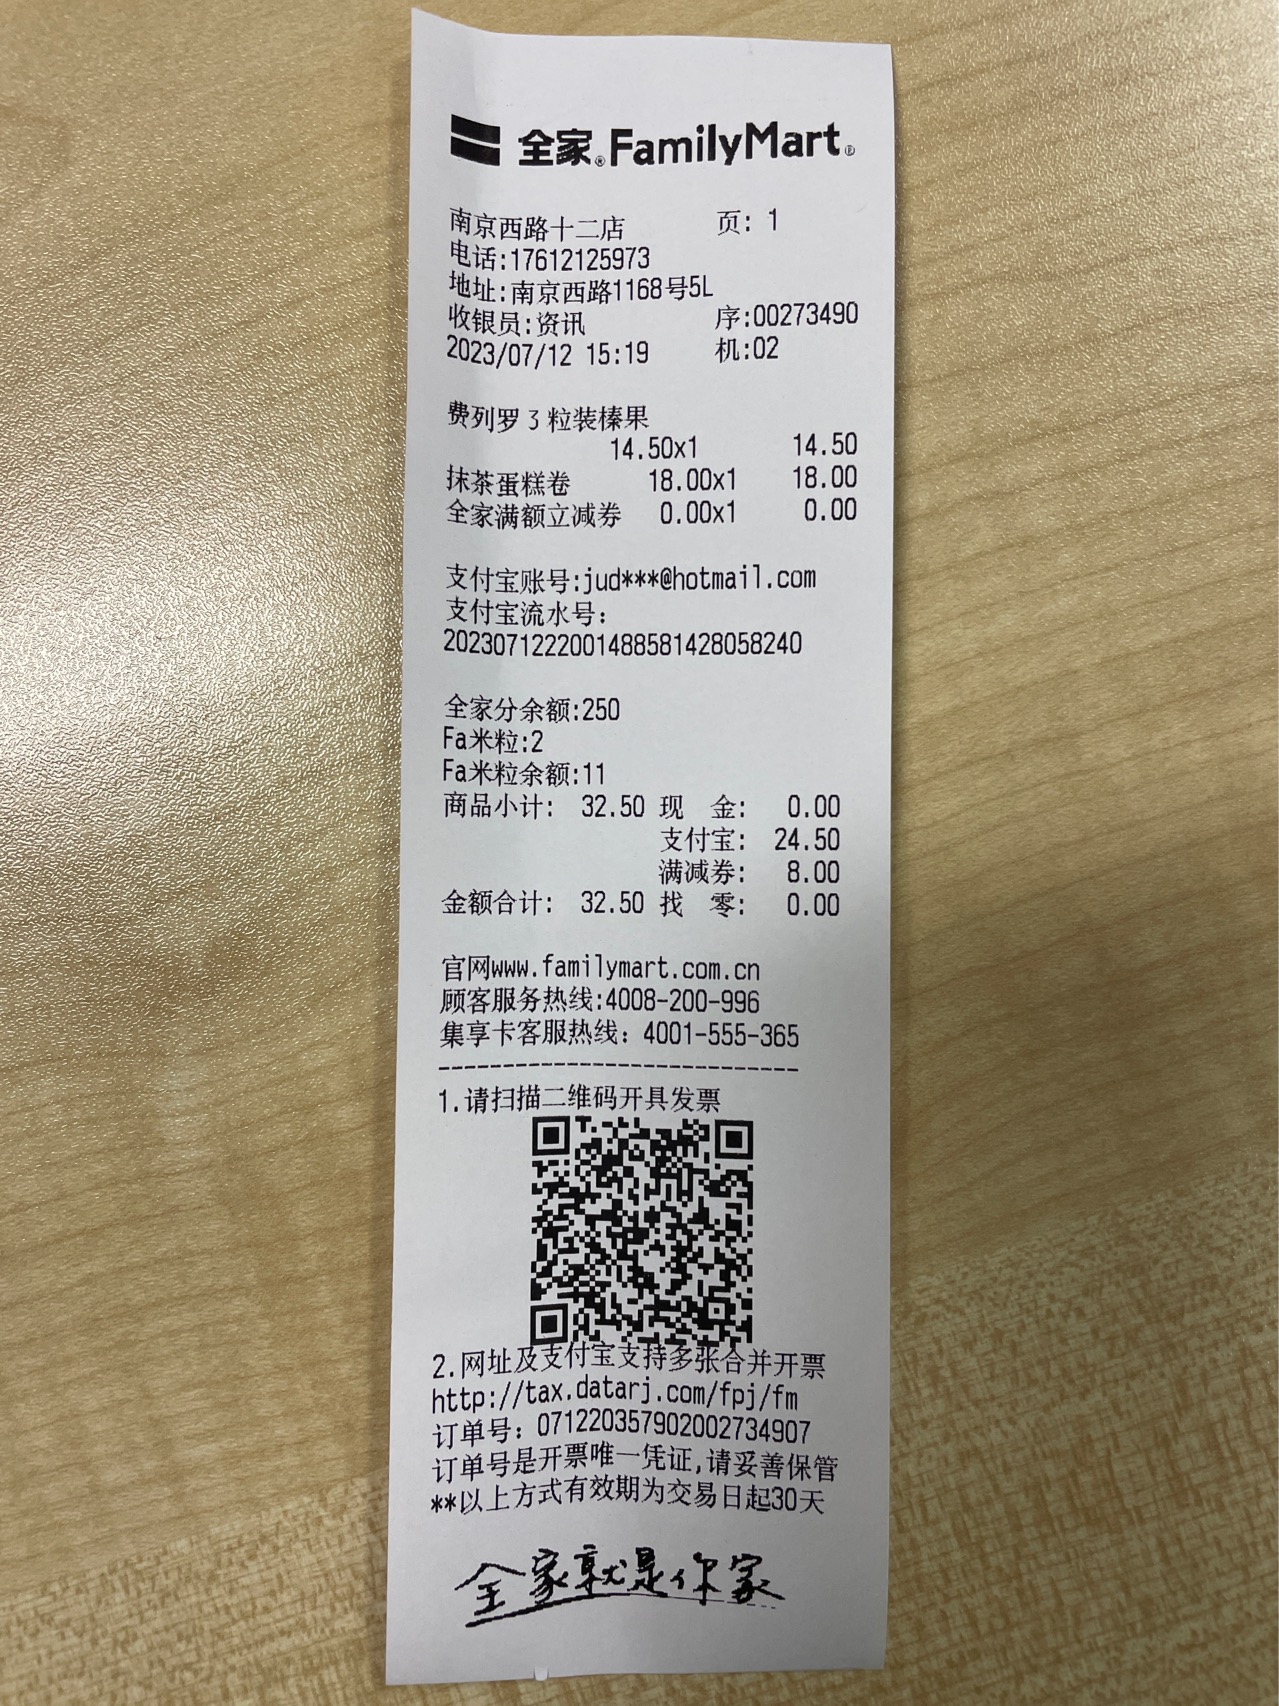 全家®FamilyMart®
南京西路十二店 页: 1
电话:17612125973
地址:南京西路1168号5L
收银员:资讯 序:00273490
2023/07/12 15:19 机:02
费列罗3粒装榛果
14.50x1 14.50
抹茶蛋糕卷 18.00x1 18.00
全家满额立减券 0.00x1 0.00
支付宝账号:jud***@hotmail.com
支付宝流水号:
2023071222001488581428058240
全家分余额:250
Fa米粒:2
Fa米粒余额:11
商品小计: 32.50 现 金: 0.00
支付宝: 24.50
满减券: 8.00
金额合计: 32.50 找 零: 0.00
官网www.familymart.com.cn
顾客服务热线:4008-200-996
集享卡客服热线: 4001-555-365
----------------------------
1.请扫描二维码开具发票
2.网址及支付宝支持多张合并开票
http://tax.datarj.com/fpj/fm
订单号: 071220357902002734907
订单号是开票唯一凭证,请妥善保管
**以上方式有效期为交易日起30天
全家就是你家